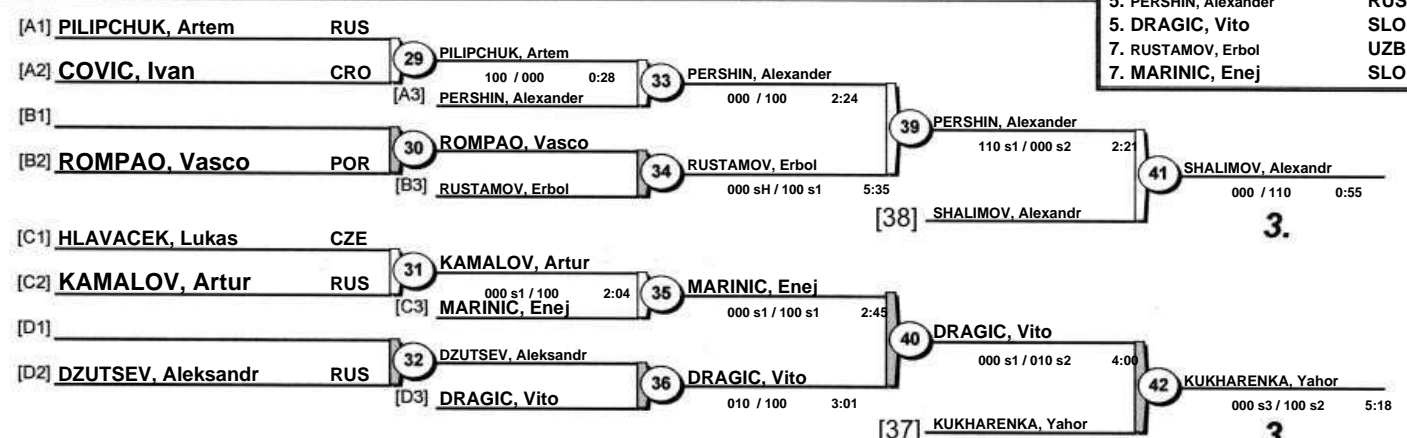 5. PERSHIN, Alexander RUS
5. DRAGIC, Vito SLO
7. RUSTAMOV, Erbol UZB
7. MARINIC, Enej SLO
[A1] PILIPCHUK, Artem RUS
29 PILIPCHUK, Artem
[A2] COVIC, Ivan CRO
100 / 000 0:28
33 PERSHIN, Alexander
[A3] PERSHIN, Alexander
000 / 100 2:24
[B1]
39 PERSHIN, Alexander
30 ROMPAO, Vasco
110 s1 / 000 s2 2:21
[B2] ROMPAO, Vasco POR
34 RUSTAMOV, Erbol
41 SHALIMOV, Alexandr
[B3] RUSTAMOV, Erbol
000 sH / 100 s1 5:35
000 / 110 0:55
[38] SHALIMOV, Alexandr
3.
[C1] HLAVACEK, Lukas CZE
31 KAMALOV, Artur
[C2] KAMALOV, Artur RUS
000 s1 / 100 2:04
35 MARINIC, Enej
[C3] MARINIC, Enej
000 s1 / 100 s1 2:45
[D1]
40 DRAGIC, Vito
32 DZUTSEV, Aleksandr
000 s1 / 010 s2 4:00
[D2] DZUTSEV, Aleksandr RUS
36 DRAGIC, Vito
42 KUKHARENKA, Yahor
[D3] DRAGIC, Vito
010 / 100 3:01
000 s3 / 100 s2 5:18
[37] KUKHARENKA, Yahor
3.